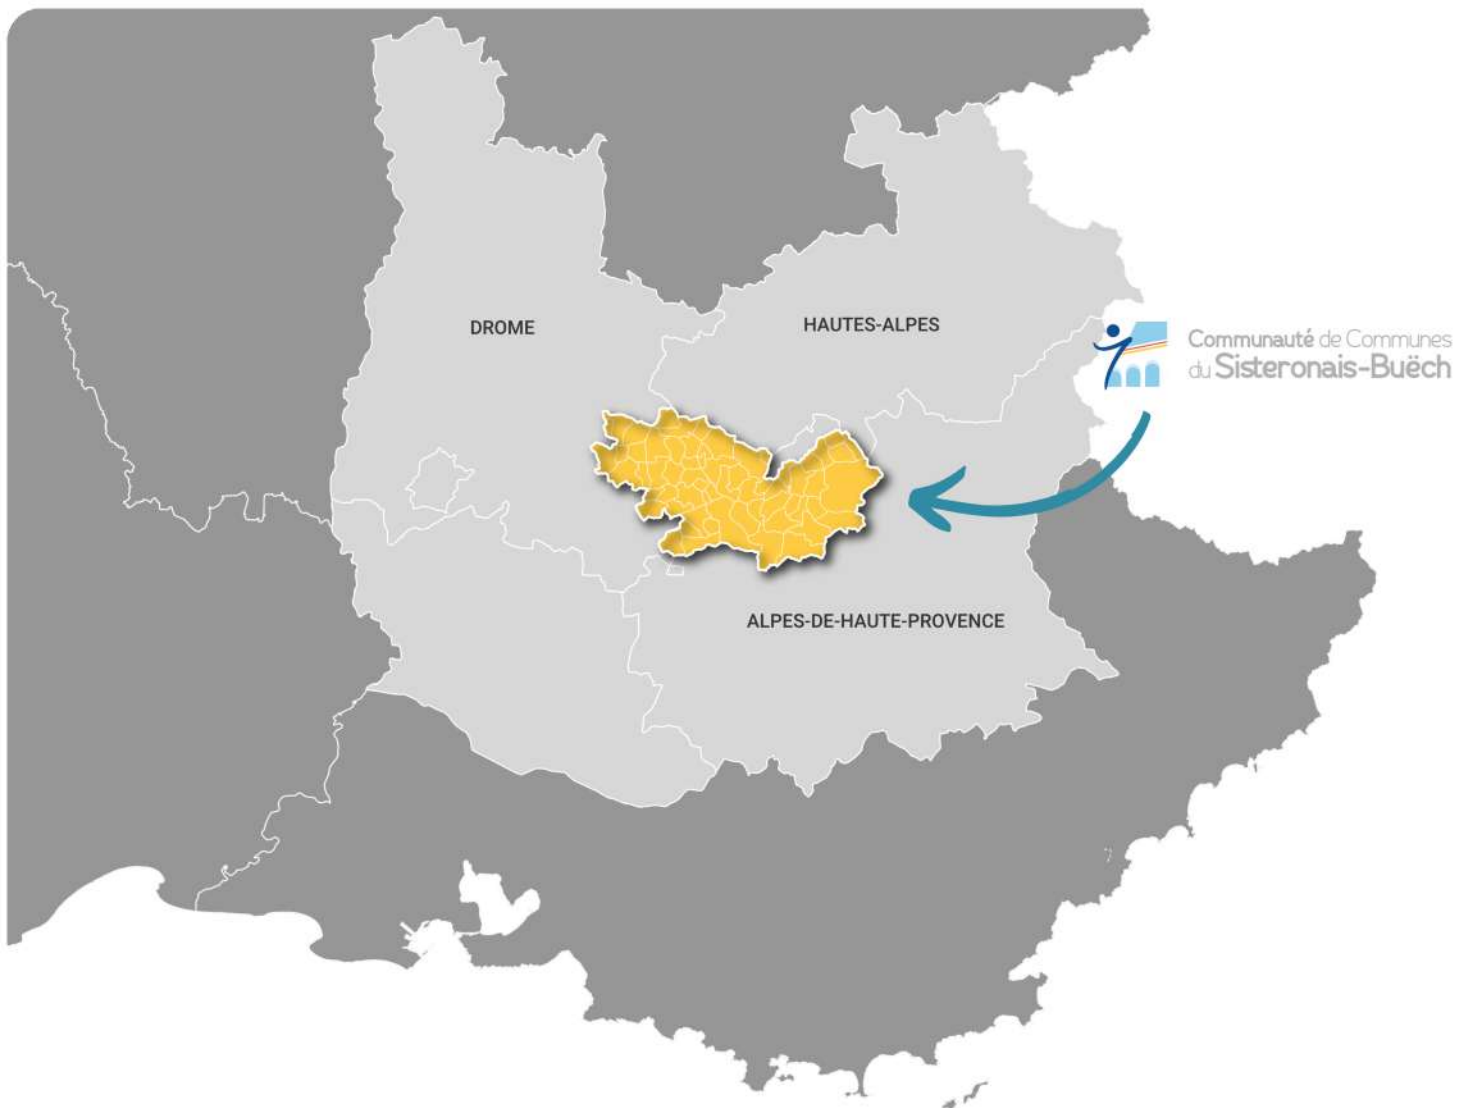 DROME
HAUTES-ALPES
Communauté de Communes
du Sisteronais-Buëch
ALPES-DE-HAUTE-PROVENCE